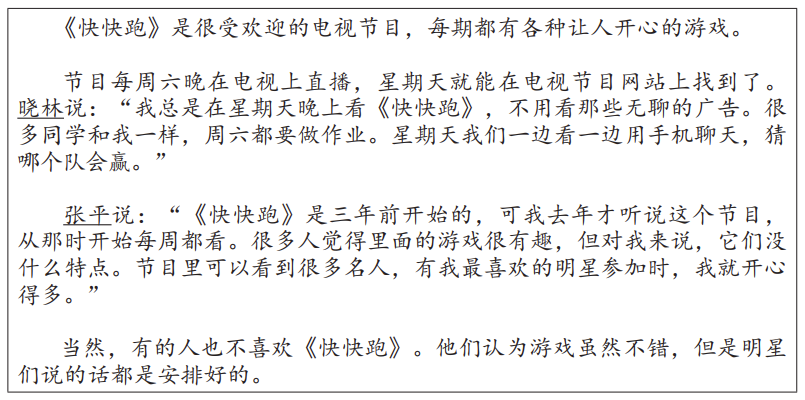 《快快跑》是很受欢迎的电视节目，每期都有各种让人开心的游戏。
节目每周六晚在电视上直播，星期天就能在电视节目网站上找到了。
晓林说：“我总是在星期天晚上看《快快跑》，不用看那些无聊的广告。很
多同学和我一样，周六都要做作业。星期天我们一边看一边用手机聊天，猜
哪个队会赢。”
张平说：“《快快跑》是三年前开始的，可我去年才听说这个节目，
从那时开始每周都看。很多人觉得里面的游戏很有趣，但对我来说，它们没
什么特点。节目里可以看到很多名人，有我最喜欢的明星参加时，我就开心
得多。”
当然，有的人也不喜欢《快快跑》。他们认为游戏虽然不错，但是明星
们说的话都是安排好的。